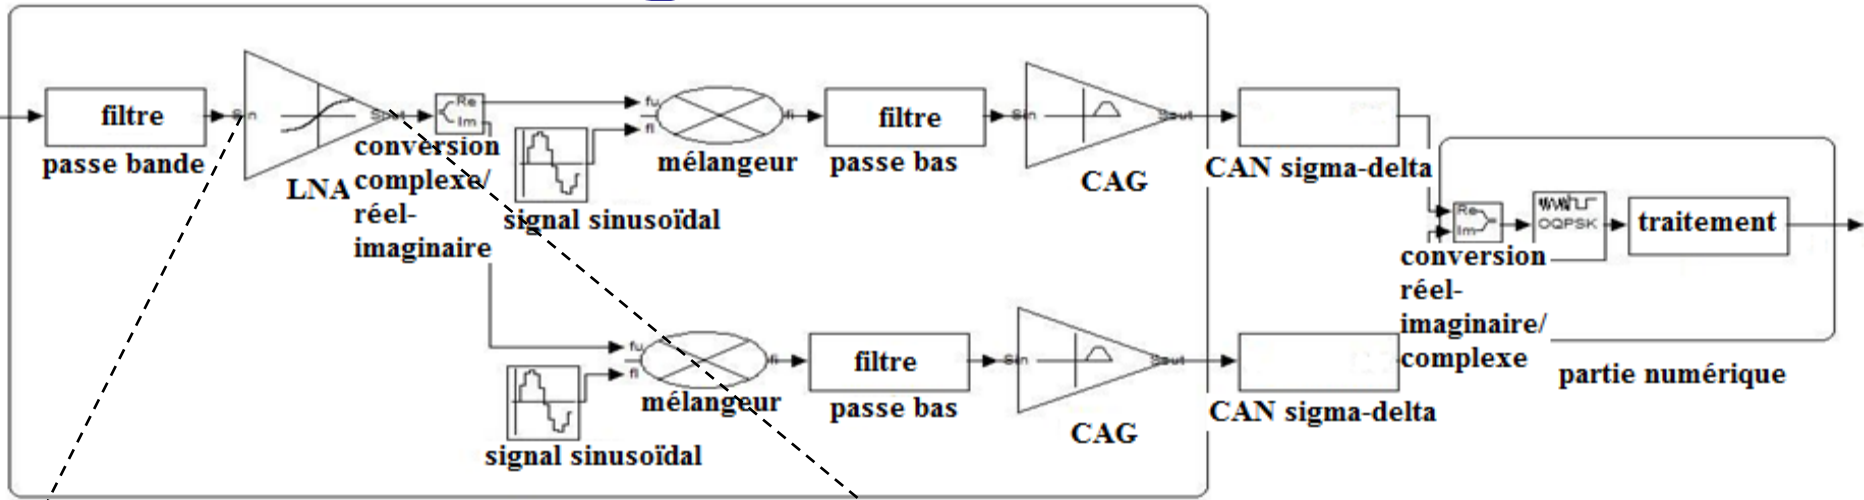 filtre
passe bande
Sin
Sout
LNA
Re
Im
conversion
complexe/
réel-
imaginaire
signal sinusoïdal
fu
fl
fi
mélangeur
filtre
passe bas
Sin
Sout
CAG
CAN sigma-delta
fu
fl
fi
mélangeur
signal sinusoïdal
filtre
passe bas
Sin
Sout
CAG
CAN sigma-delta
Re
Im
conversion
réel-
imaginaire/
complexe
OQPSK
traitement
partie numérique